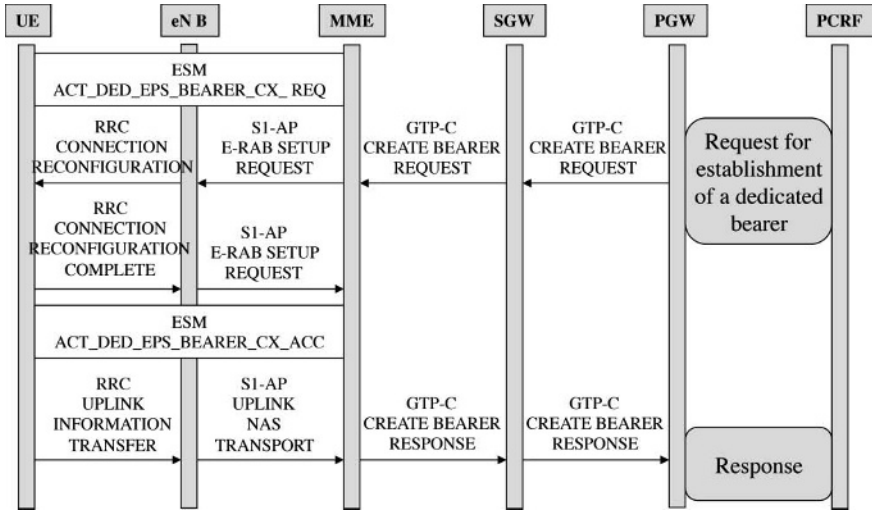 UE
eN B
MME
SGW
PGW
PCRF
ESM
ACT_DED_EPS_BEARER_CX_ REQ
RRC
CONNECTION
RECONFIGURATION
S1-AP
E-RAB SETUP
REQUEST
GTP-C
CREATE BEARER
REQUEST
GTP-C
CREATE BEARER
REQUEST
Request for
establishment
of a dedicated
bearer
RRC
CONNECTION
RECONFIGURATION
COMPLETE
S1-AP
E-RAB SETUP
REQUEST
ESM
ACT_DED_EPS_BEARER_CX_ACC
RRC
UPLINK
INFORMATION
TRANSFER
S1-AP
UPLINK
NAS
TRANSPORT
GTP-C
CREATE BEARER
RESPONSE
GTP-C
CREATE BEARER
RESPONSE
Response